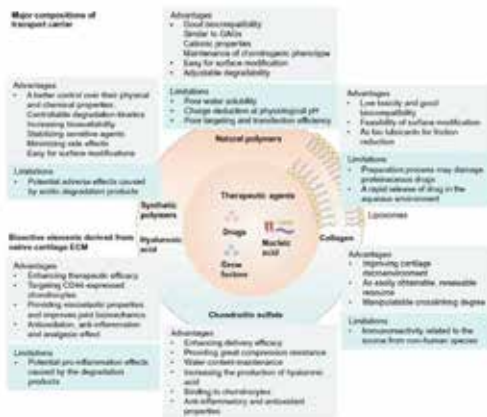 Major compositions of
transport carrier
Advantages
• Good biocompatibility
Similar to GAGs
Cationic properties
Maintenance of chondrogenic phenotype
• Easy for surface modification
• Adjustable degradability
Limitations
• Poor water solubility
• Charge reduction at physiological pH
• Poor targeting and transfection efficiency
Natural polymers
Advantages
• A better control over their physical
and chemical properties
Controllable degradation kinetics
Increasing bioavailability
Stabilizing sensitive agents
Minimizing side effects
Easy for surface modifications
Limitations
• Potential adverse effects caused
by acidic degradation products
Synthetic
polymers
Advantages
• Low toxicity and good
biocompatibility
• Feasibility of surface modification
• As fas lubricants for friction
reduction
Limitations
• Preparation process may damage
proteinaceous drugs
• A rapid release of drug in the
aqueous environment
Liposomes
Therapeutic agents
Drugs
Nucleic
acid
Grow
factors
Bioactive elements derived from
native cartilage ECM
Hyaluronic
acid
Advantages
• Enhancing therapeutic efficacy
• Targeting CD44-expressed
chondrocytes
• Providing viscoelastic properties
and improves joint biomechanics
• Antioxidation, anti-inflammation
and analgesia effect
Limitations
• Potential pro-inflammation effects
caused by the degradation
products
Chondroitin sulfate
Advantages
• Enhancing delivery efficacy
• Providing great compression resistance
• Water content maintenance
• Increasing the production of hyaluronic
acid
• Binding to chondrocytes
• Anti-inflammatory and antioxidant
properties
Collagen
Advantages
• Improving cartilage
microenvironment
• As easily obtainable, renewable
resource
• Manipulatable crosslinking degree
Limitations
• Immunoreactivity related to the
source from non-human species